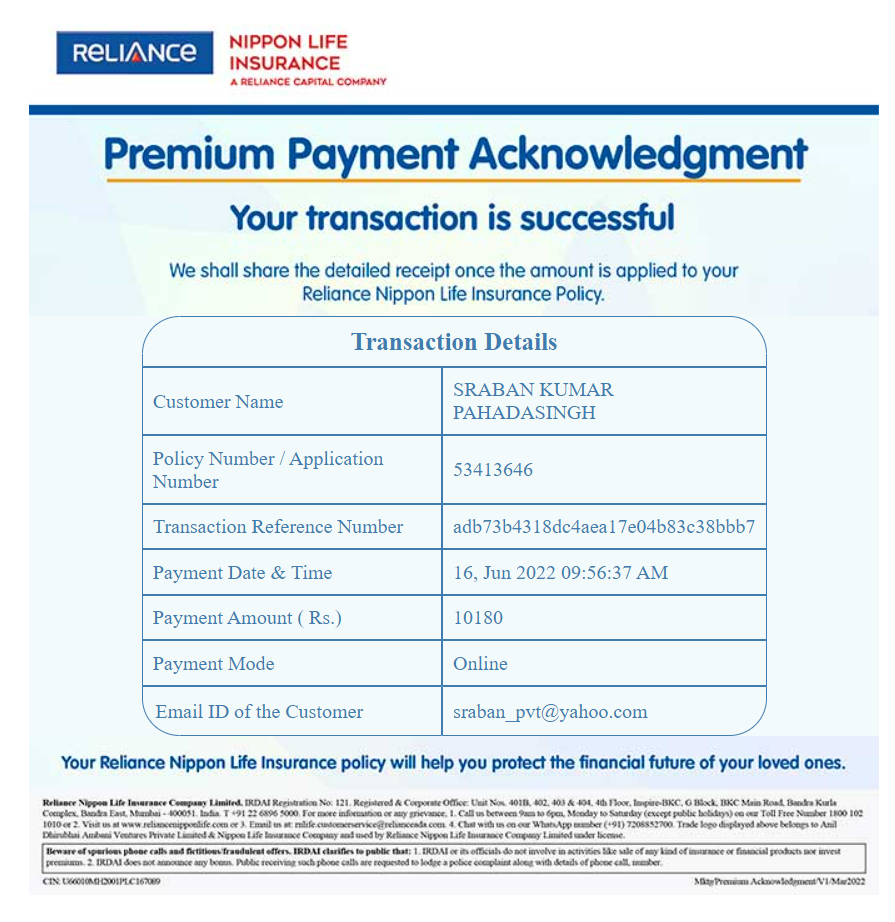 RELIANCE
NIPPON LIFE
INSURANCE
A RELIANCE CAPITAL COMPANY
Premium Payment Acknowledgment
Your transaction is successful
We shall share the detailed receipt once the amount is applied to your
Reliance Nippon Life Insurance Policy.
Transaction Details
Customer Name
SRABAN KUMAR
PAHADASINGH
Policy Number / Application
Number
53413646
Transaction Reference Number
adb73b4318dc4aea17e04b83c38bbb7
Payment Date & Time
16, Jun 2022 09:56:37 AM
Payment Amount ( Rs.)
10180
Payment Mode
Online
Email ID of the Customer
sraban_pvt@yahoo.com
Your Reliance Nippon Life Insurance policy will help you protect the financial future of your loved ones.
Reliance Nippon Life Insurance Company Limited. IRDAI Registration No: 121. Registered & Corporate Office: Unit Nos. 401B, 402, 403 & 404, 4th Floor, Inspire-BKC, G Block, BKC Main Road, Bandra Kurla
Complex, Bandra East, Mumbai - 400051. India. T +91 22 6896 5000. For more information or any grievance, 1. Call us between 9am to 6pm, Monday to Saturday (except public holidays) on our Toll Free Number 1800 102
1010 or 2. Visit us at www.reliancenipponlife.com or 3. Email us at: rnlife.customerservice@relianceada.com. 4. Chat with us on our WhatsApp number (+91) 7208852700. Trade logo displayed above belongs to Anil
Dhirubhai Ambani Ventures Private Limited & Nippon Life Insurance Company and used by Reliance Nippon Life Insurance Company Limited under license.
Beware of spurious phone calls and fictitious/fraudulent offers. IRDAI clarifies to public that: 1. IRDAI or its officials do not involve in activities like sale of any kind of insurance or financial products nor invest
premiums. 2. IRDAI does not announce any bonus. Public receiving such phone calls are requested to lodge a police complaint along with details of phone call, number.
CIN: U66010MH2001PLC167089
Mktg/Premium Acknowledgment/V1/Mar2022